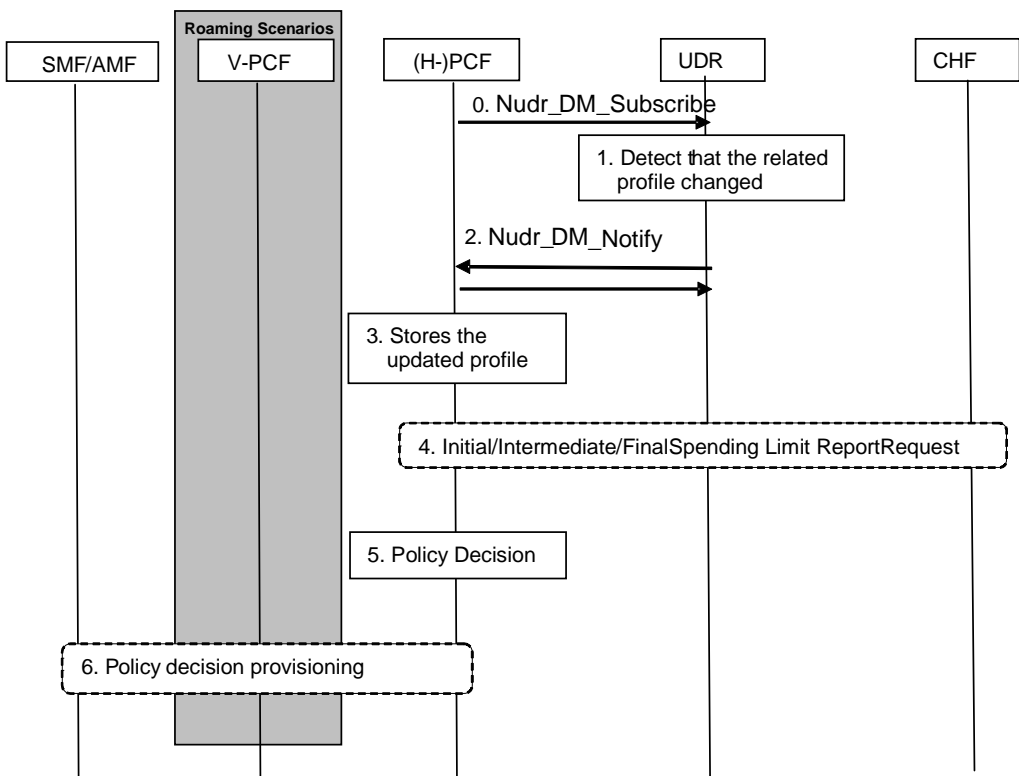 Roaming Scenarios
SMF/AMF
V-PCF
(H-)PCF
UDR
CHF
0. Nudr_DM_Subscribe
1. Detect that the related
profile changed
2. Nudr_DM_Notify
3. Stores the
updated profile
4. Initial/Intermediate/FinalSpending Limit ReportRequest
5. Policy Decision
6. Policy decision provisioning